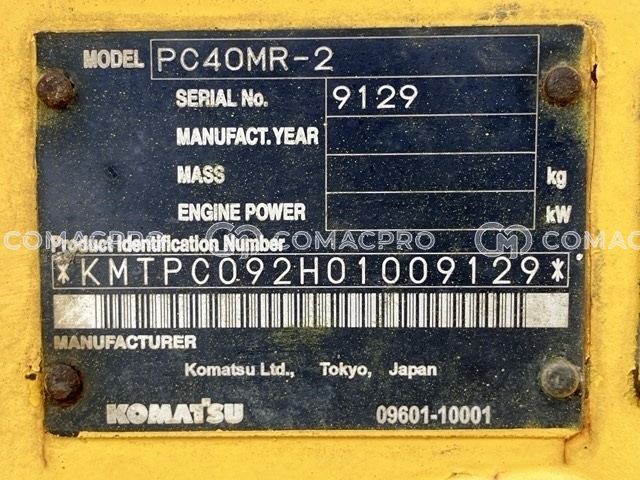 MODEL PC40MR-2
SERIAL No. 9129
MANUFACT.YEAR
MASS kg
ENGINE POWER kW
COMACPRO COMACPRO COMACPRO
Product Identification Number
*KMTPC092H01009129*
MANUFACTURER
Komatsu Ltd., Tokyo, Japan
KOMATSU 09601-10001